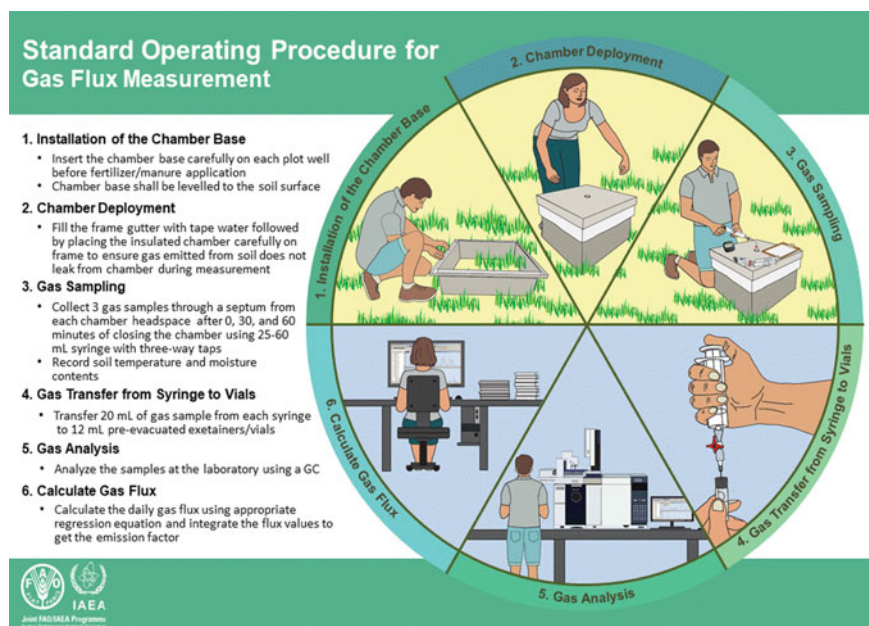 Standard Operating Procedure for
Gas Flux Measurement
1. Installation of the Chamber Base
• Insert the chamber base carefully on each plot well
before fertilizer/manure application
• Chamber base shall be levelled to the soil surface
2. Chamber Deployment
• Fill the frame gutter with tape water followed
by placing the insulated chamber carefully on
frame to ensure gas emitted from soil does not
leak from chamber during measurement
3. Gas Sampling
• Collect 3 gas samples through a septum from
each chamber headspace after 0, 30, and 60
minutes of closing the chamber using 25-60
mL syringe with three-way taps
• Record soil temperature and moisture
contents
4. Gas Transfer from Syringe to Vials
• Transfer 20 mL of gas sample from each syringe
to 12 mL pre-evacuated exetainers/vials
5. Gas Analysis
• Analyze the samples at the laboratory using a GC
6. Calculate Gas Flux
• Calculate the daily gas flux using appropriate
regression equation and integrate the flux values to
get the emission factor
1. Installation of the Chamber Base
2. Chamber Deployment
3. Gas Sampling
4. Gas Transfer from Syringe to Vials
5. Gas Analysis
6. Calculate Gas Flux
FAO
FIAT PANIS
IAEA
Joint FAO/IAEA Programme